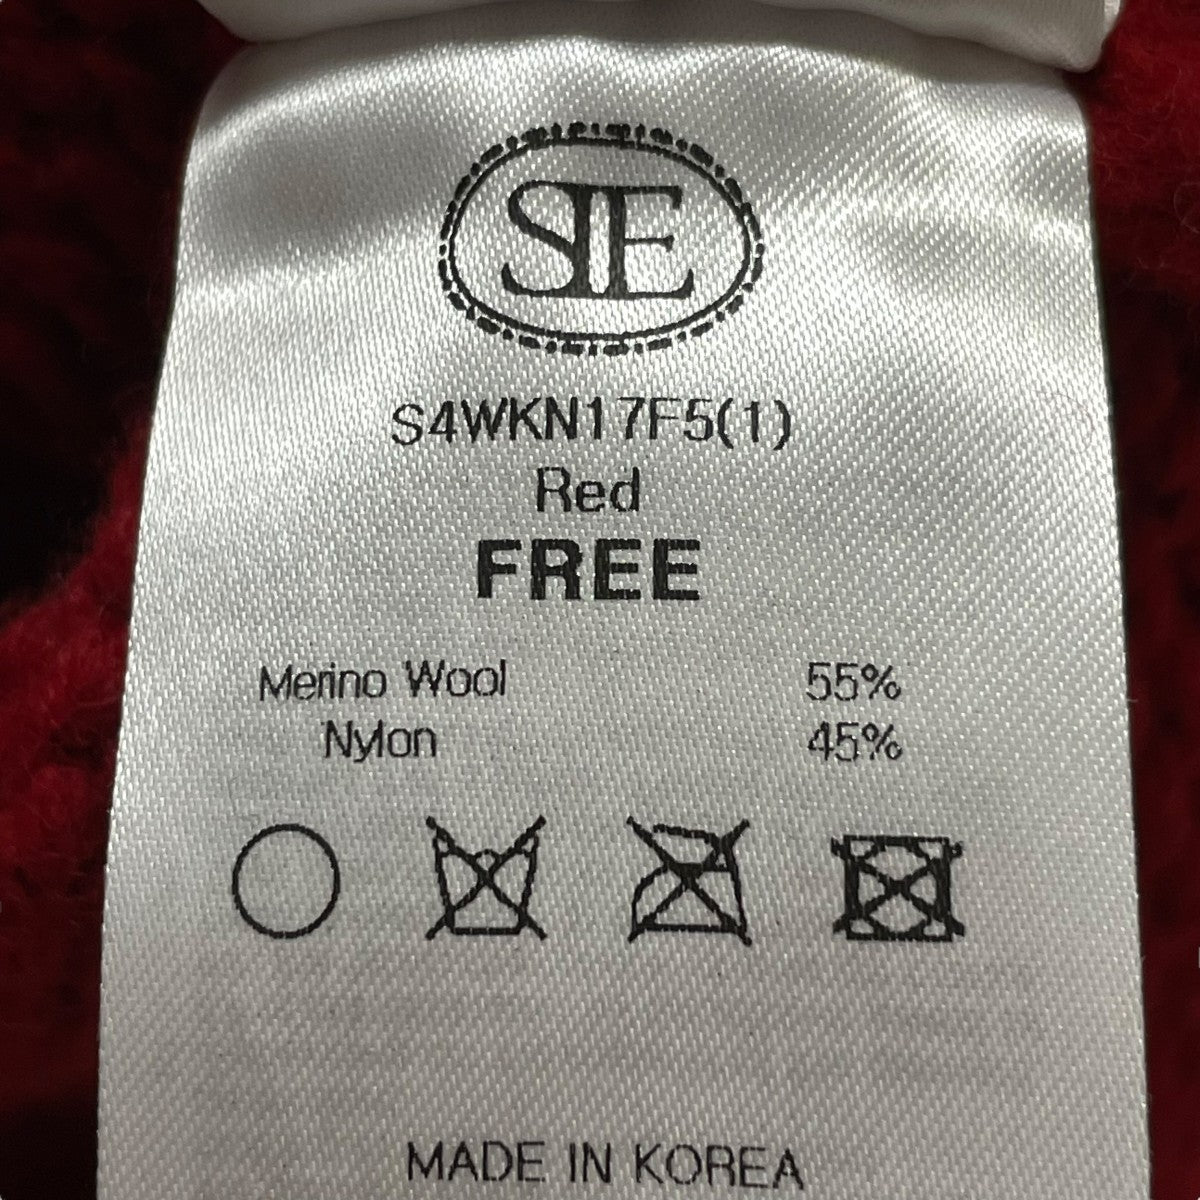 SIE
S4WKN17F5(1)
Red
FREE
Merino Wool 55%
Nylon 45%
MADE IN KOREA